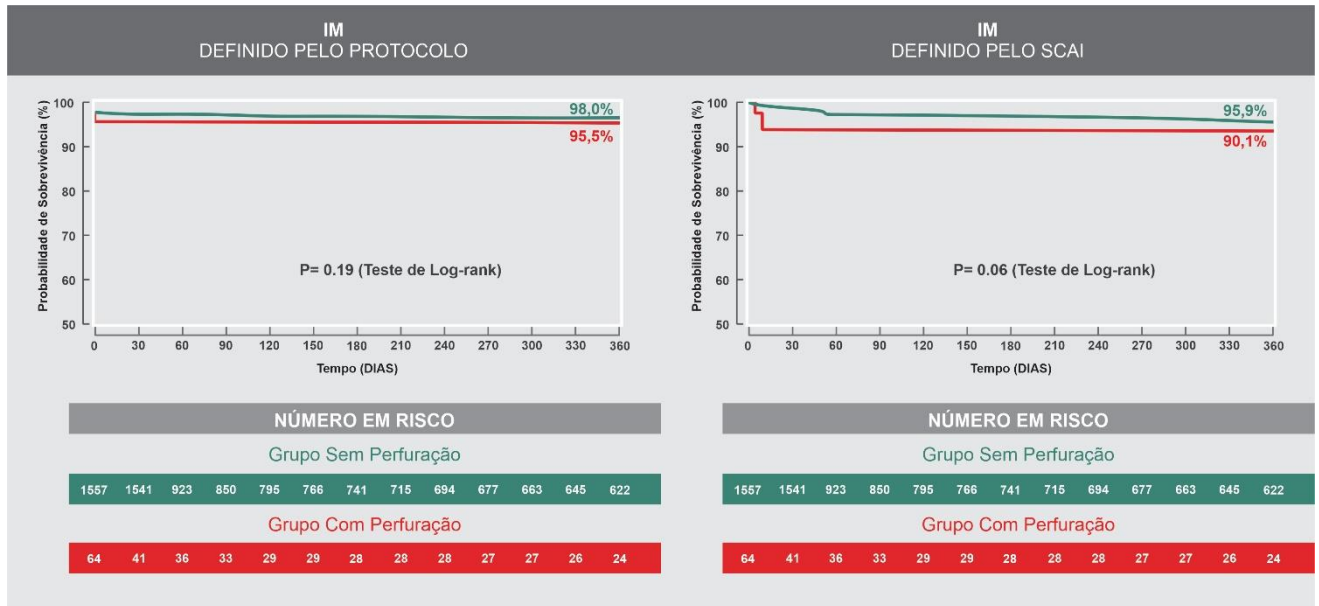 IM
DEFINIDO PELO PROTOCOLO
Probabilidade de Sobrevivência (%)
100
90
80
70
60
50
98,0%
95,5%
P= 0.19 (Teste de Log-rank)
0 30 60 90 120 150 180 210 240 270 300 330 360
Tempo (DIAS)
NÚMERO EM RISCO
Grupo Sem Perfuração
1557 1541 923 850 795 766 741 715 694 677 663 645 622
Grupo Com Perfuração
64 41 36 33 29 29 28 28 28 27 27 26 24
IM
DEFINIDO PELO SCAI
Probabilidade de Sobrevivência (%)
100
90
80
70
60
50
95,9%
90,1%
P= 0.06 (Teste de Log-rank)
0 30 60 90 120 150 180 210 240 270 300 330 360
Tempo (DIAS)
NÚMERO EM RISCO
Grupo Sem Perfuração
1557 1541 923 850 795 766 741 715 694 677 663 645 622
Grupo Com Perfuração
64 41 36 33 29 29 28 28 28 27 27 26 24